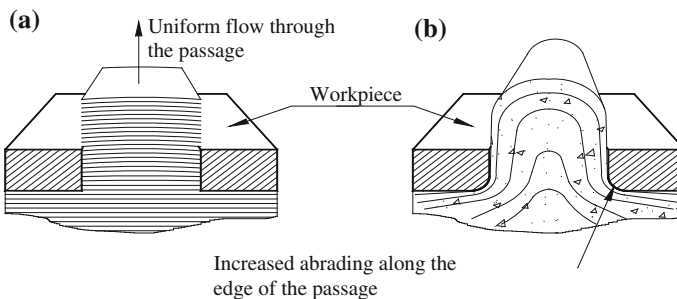 (a)
Uniform flow through
the passage
(b)
Workpiece
Increased abrading along the
edge of the passage